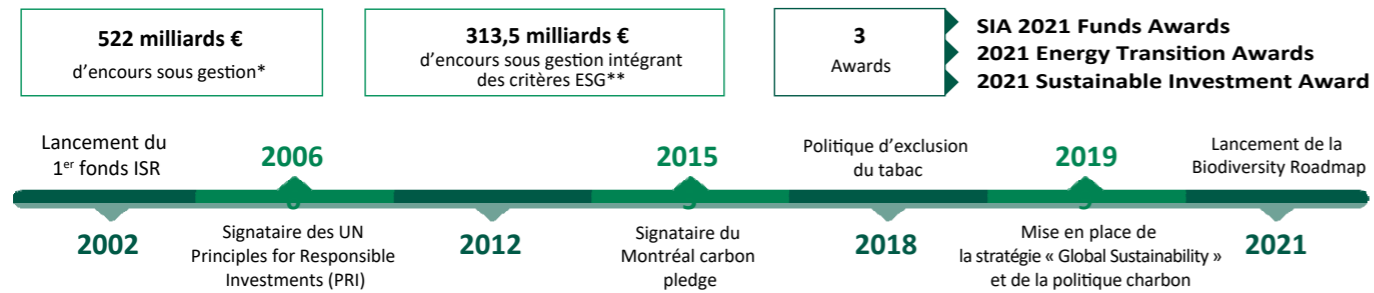 522 milliards €
d'encours sous gestion*
313,5 milliards €
d'encours sous gestion intégrant
des critères ESG**
3
Awards
SIA 2021 Funds Awards
2021 Energy Transition Awards
2021 Sustainable Investment Award
Lancement du
1er fonds ISR
2002
2006
Signataire des UN
Principles for Responsible
Investments (PRI)
2012
2015
Signataire du
Montréal carbon
pledge
Politique d'exclusion
du tabac
2018
2019
Mise en place de
la stratégie « Global Sustainability »
et de la politique charbon
Lancement de la
Biodiversity Roadmap
2021